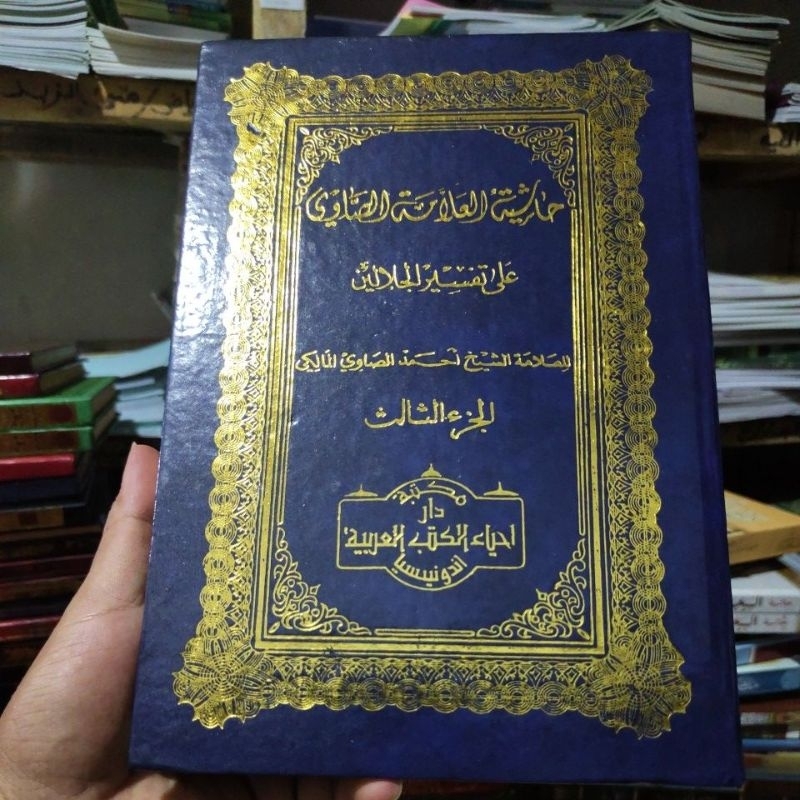 حاشية العلامة الصاوي
على تفسير الجلالين
للعلامة الشيخ أحمد الصاوي المالكي
الجزء الثالث
مكتبة
دار
احياء الكتب العربية
اندونيسيا